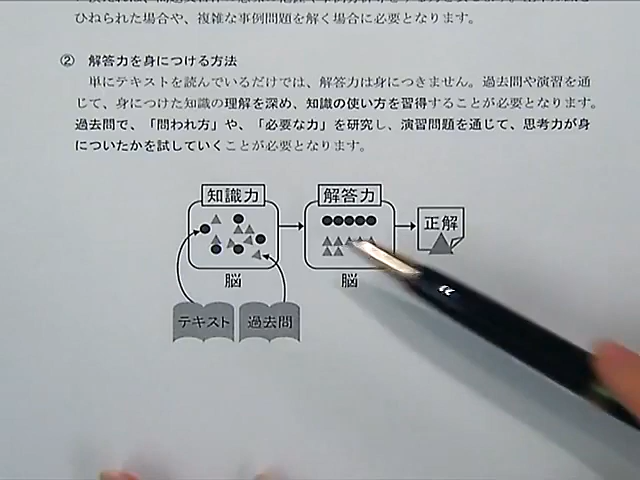 ひねられた場合や、複雑な事例問題を解く場合に必要となります。
② 解答力を身につける方法
単にテキストを読んでいるだけでは、解答力は身につきません。過去問や演習を通
じて、身につけた知識の理解を深め、知識の使い方を習得することが必要となります。
過去問で、「問われ方」や、「必要な力」を研究し、演習問題を通じて、思考力が身
についたかを試していくことが必要となります。
知識力
解答力
正解
脳
脳
テキスト
過去問